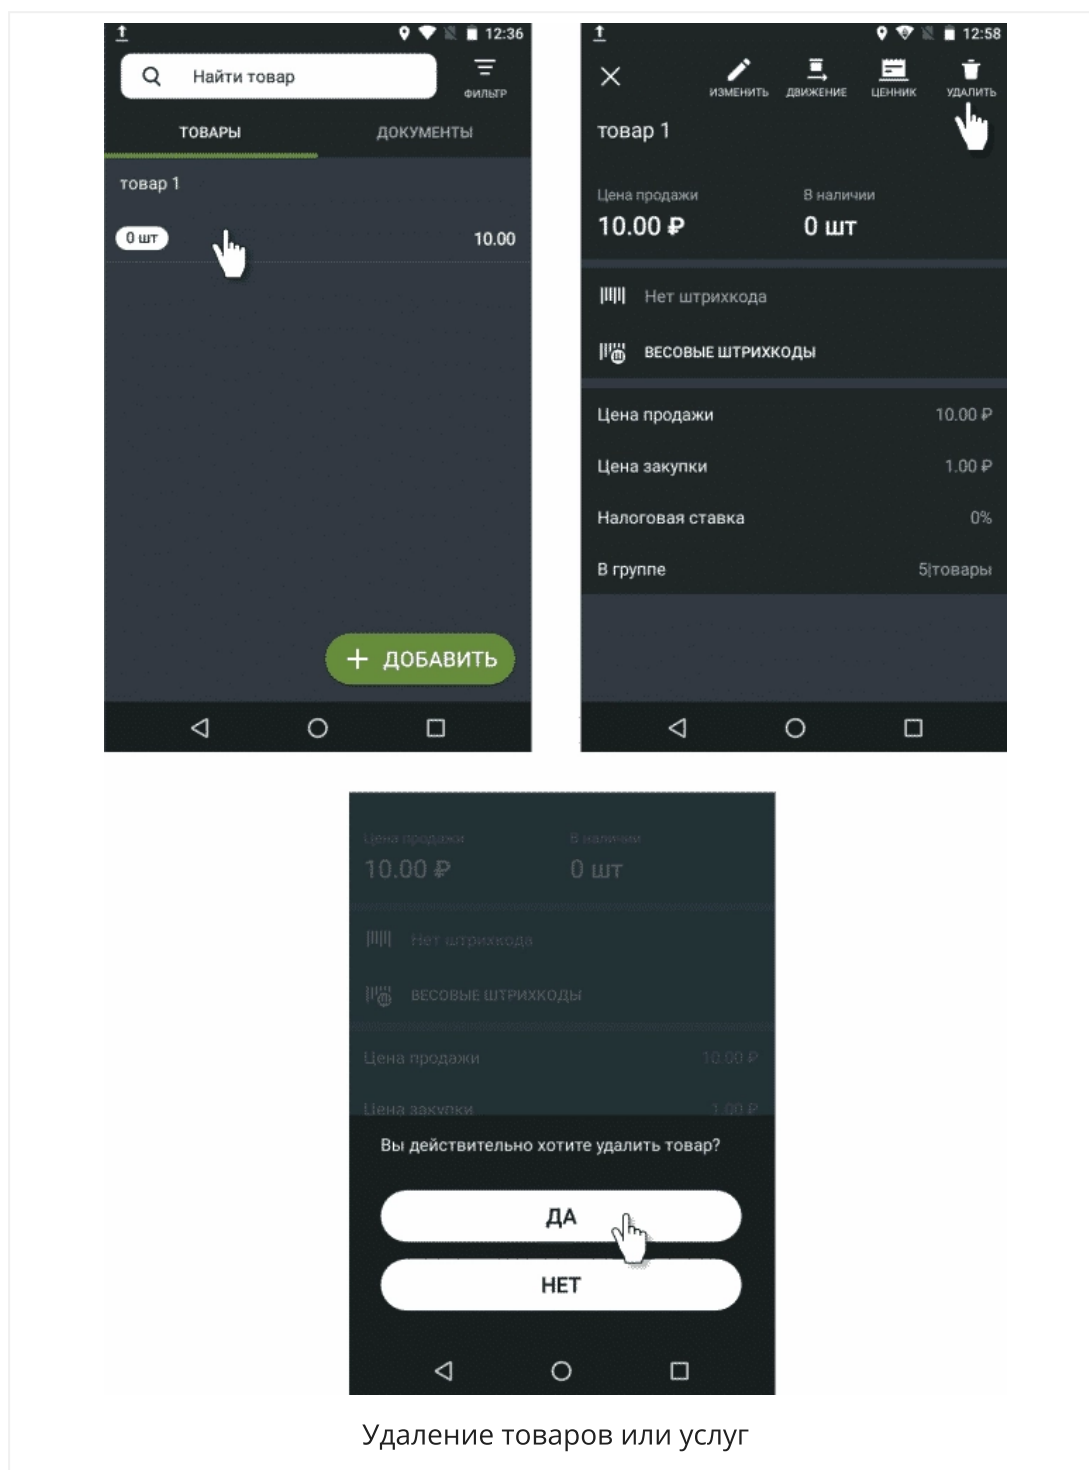 12:36
Найти товар
ФИЛЬТР
ТОВАРЫ ДОКУМЕНТЫ
товар 1
0 шт 10.00
+ ДОБАВИТЬ
12:58
ИЗМЕНИТЬ ДВИЖЕНИЕ ЦЕННИК УДАЛИТЬ
товар 1
Цена продажи В наличии
10.00 ₽ 0 шт
Нет штрихкода
ВЕСОВЫЕ ШТРИХКОДЫ
Цена продажи 10.00 ₽
Цена закупки 1.00 ₽
Налоговая ставка 0%
В группе 5|товары
Цена продажи В наличии
10.00 ₽ 0 шт
Нет штрихкода
ВЕСОВЫЕ ШТРИХКОДЫ
Цена продажи 10.00 ₽
Цена закупки 1.00 ₽
Вы действительно хотите удалить товар?
ДА
НЕТ
Удаление товаров или услуг